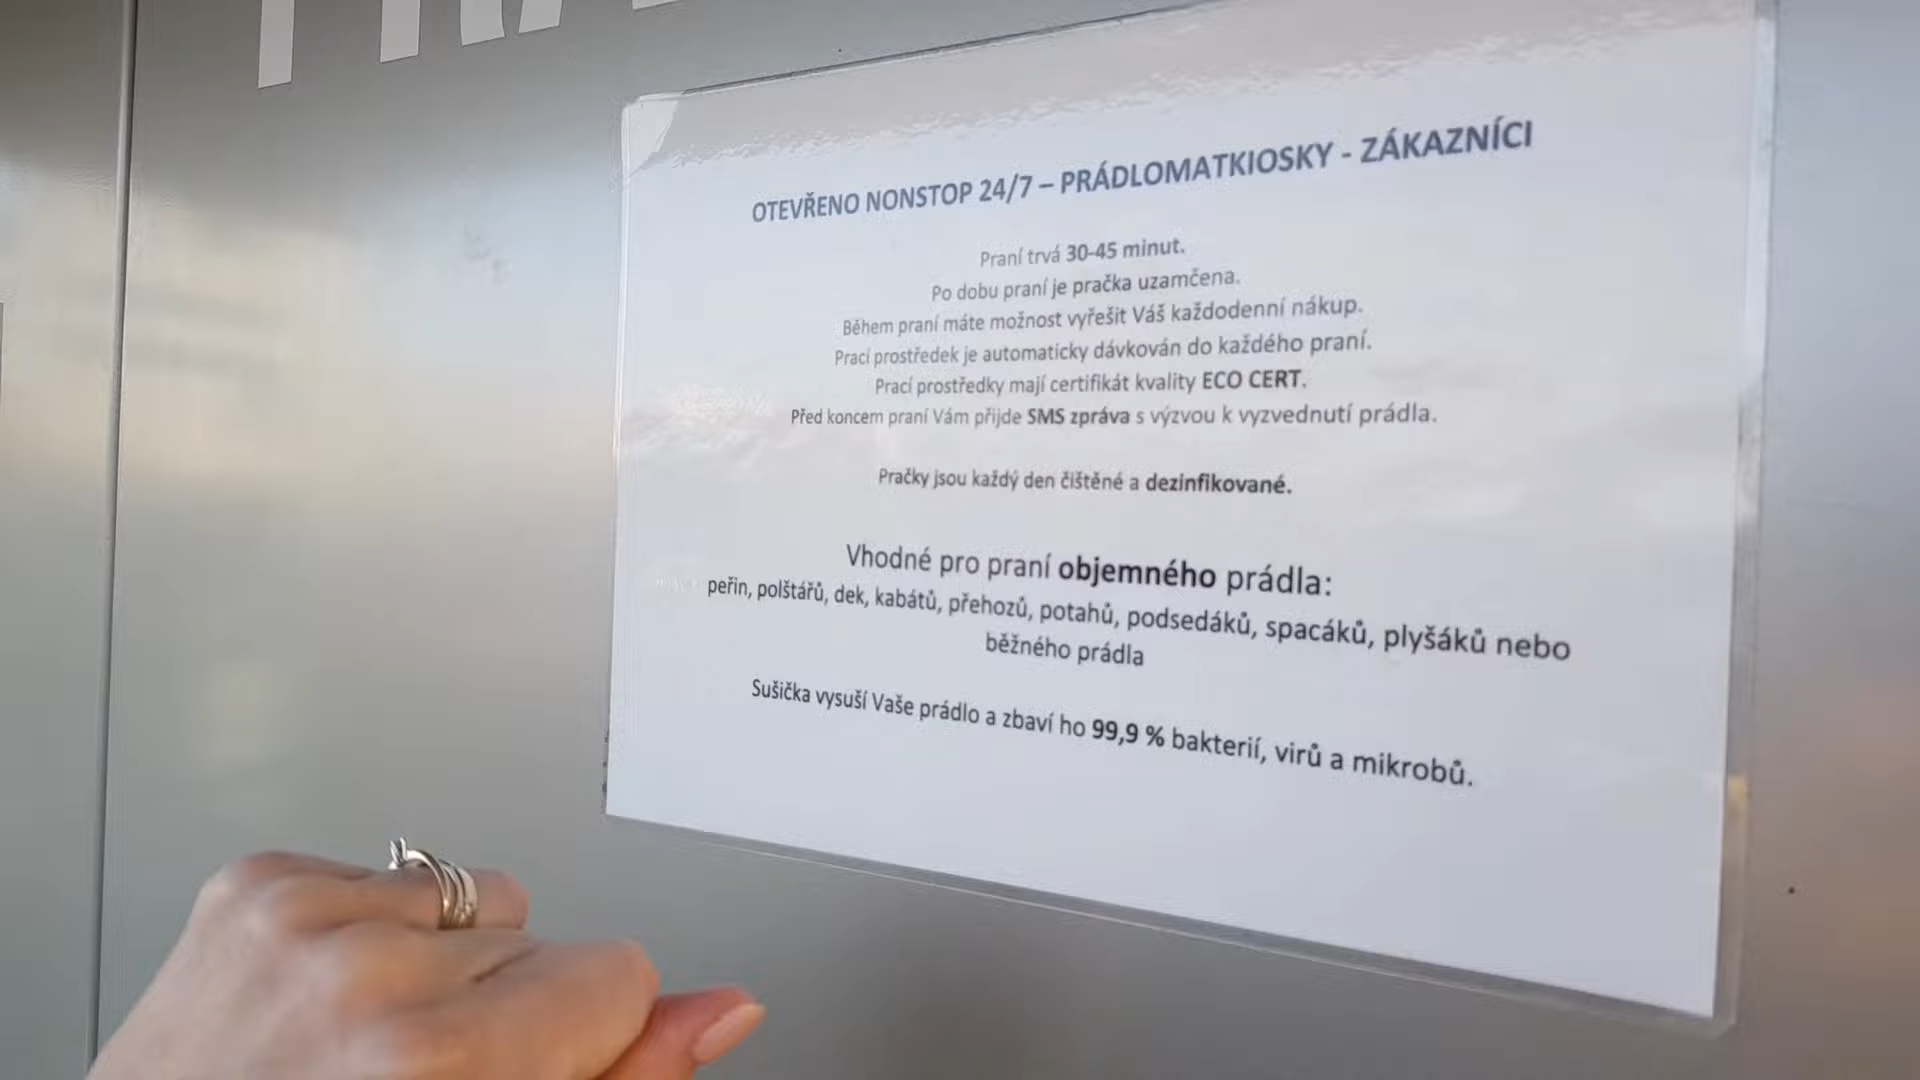 OTEVŘENO NONSTOP 24/7 – PRÁDLOMATKIOSKY - ZÁKAZNÍCI
Praní trvá 30-45 minut.
Po dobu praní je pračka uzamčena.
Během praní máte možnost vyřešit Váš každodenní nákup.
Prací prostředek je automaticky dávkován do každého praní.
Prací prostředky mají certifikát kvality ECO CERT.
Před koncem praní Vám přijde SMS zpráva s výzvou k vyzvednutí prádla.
Pračky jsou každý den čištěné a dezinfikované.
Vhodné pro praní objemného prádla:
peřin, polštářů, dek, kabátů, přehozů, potahů, podsedáků, spacáků, plyšáků nebo
běžného prádla
Sušička vysuší Vaše prádlo a zbaví ho 99,9 % bakterií, virů a mikrobů.